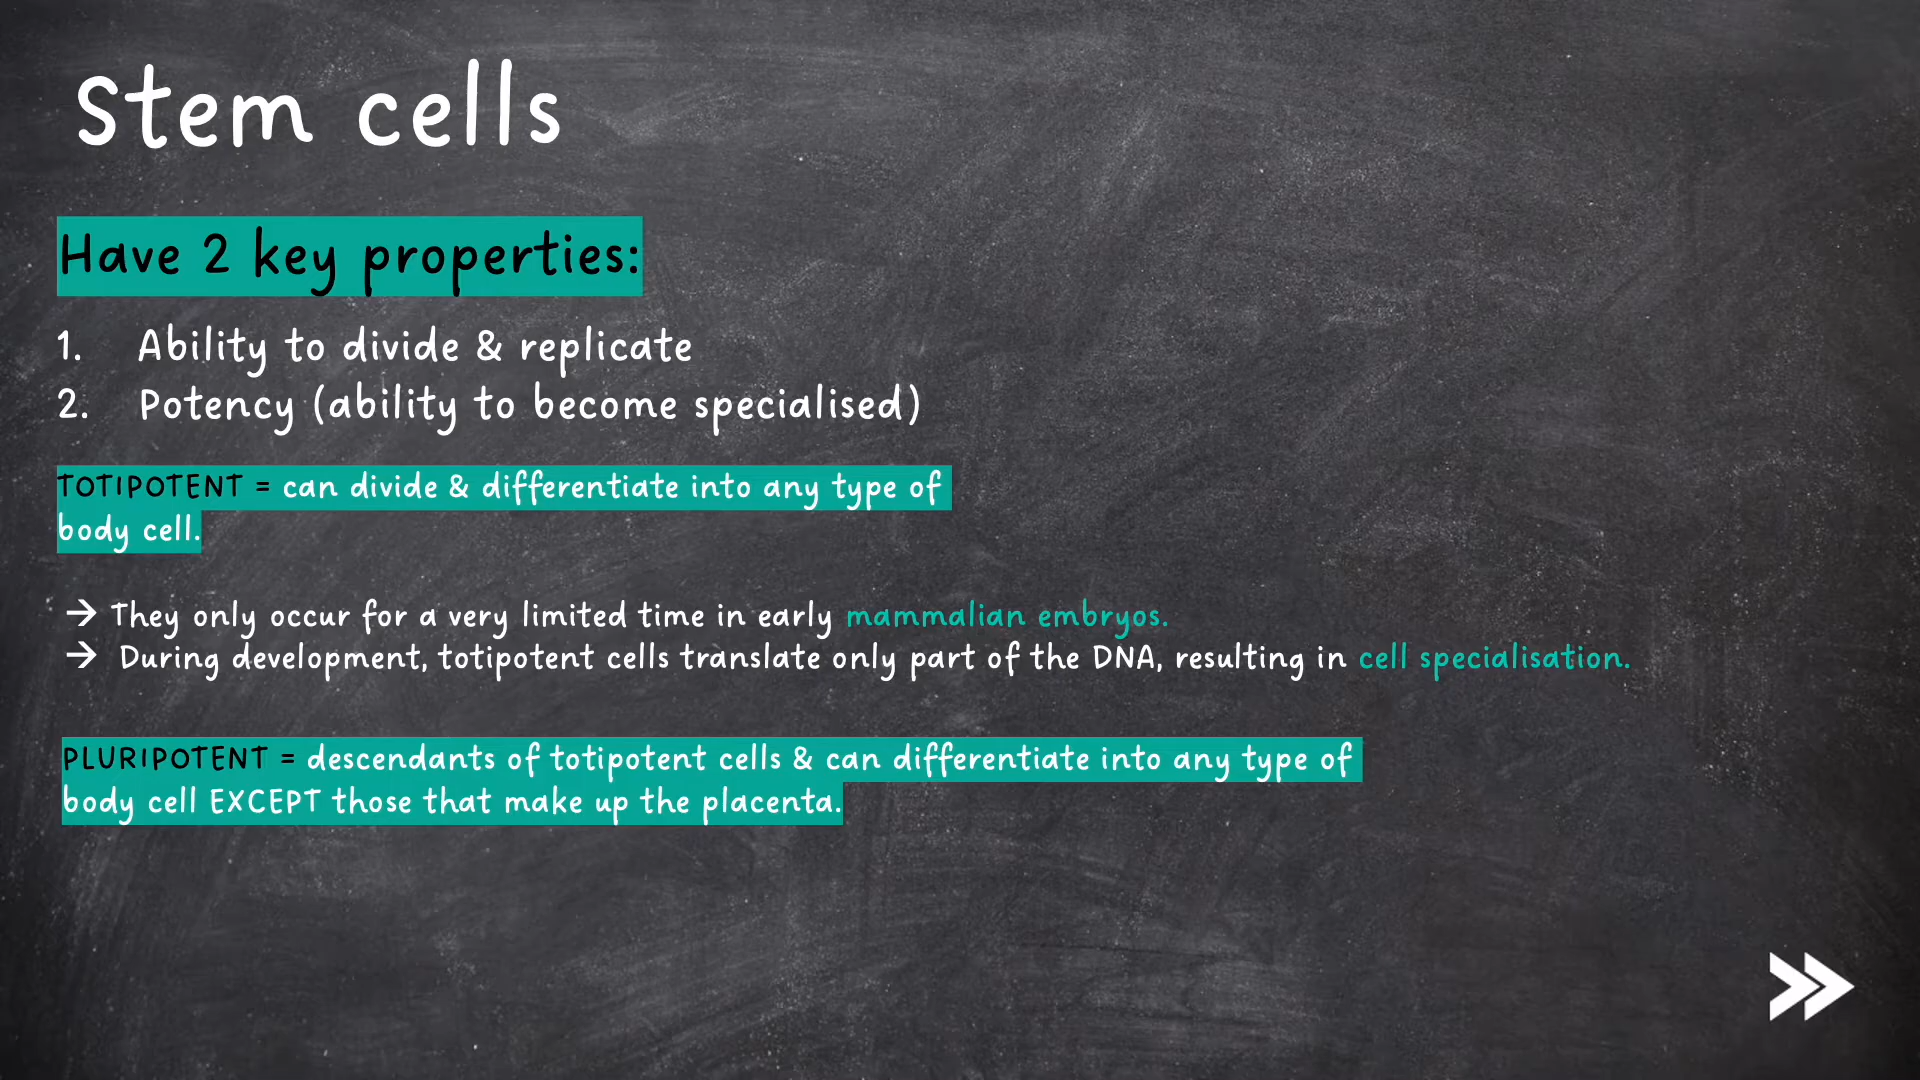 Stem cells
Have 2 key properties:
1. Ability to divide & replicate
2. Potency (ability to become specialised)
TOTIPOTENT = can divide & differentiate into any type of
body cell.
→ They only occur for a very limited time in early mammalian embryos.
→ During development, totipotent cells translate only part of the DNA, resulting in cell specialisation.
PLURIPOTENT = descendants of totipotent cells & can differentiate into any type of
body cell EXCEPT those that make up the placenta.